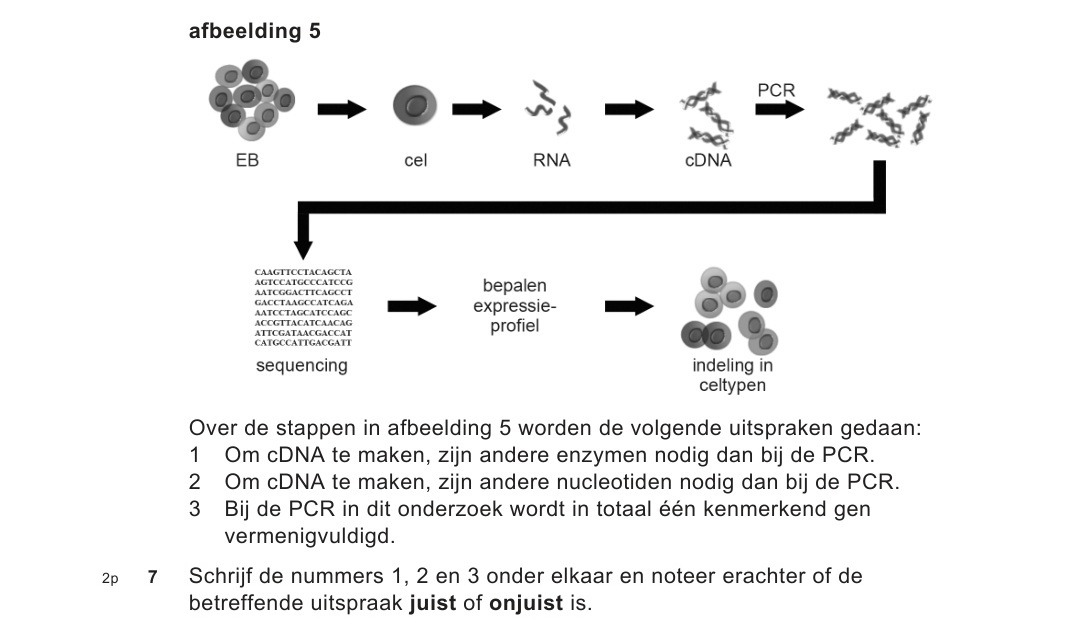 afbeelding 5
PCR
EB
cel
RNA
cDNA
CAAGTTCCTACAGCTA
AGTCCATGCCCATCCG
AATCGGACTTCAGCCT
GACCTAAGCCATCAGA
AATCCTAGCATCCAGC
ACCGTTACATCAACAG
ATTCGATAACGACCAT
CATGCCATTGACGATT
sequencing
bepalen
expressie-
profiel
indeling in
celtypen
Over de stappen in afbeelding 5 worden de volgende uitspraken gedaan:
1 Om cDNA te maken, zijn andere enzymen nodig dan bij de PCR.
2 Om cDNA te maken, zijn andere nucleotiden nodig dan bij de PCR.
3 Bij de PCR in dit onderzoek wordt in totaal één kenmerkend gen
vermenigvuldigd.
2p 7 Schrijf de nummers 1, 2 en 3 onder elkaar en noteer erachter of de
betreffende uitspraak juist of onjuist is.